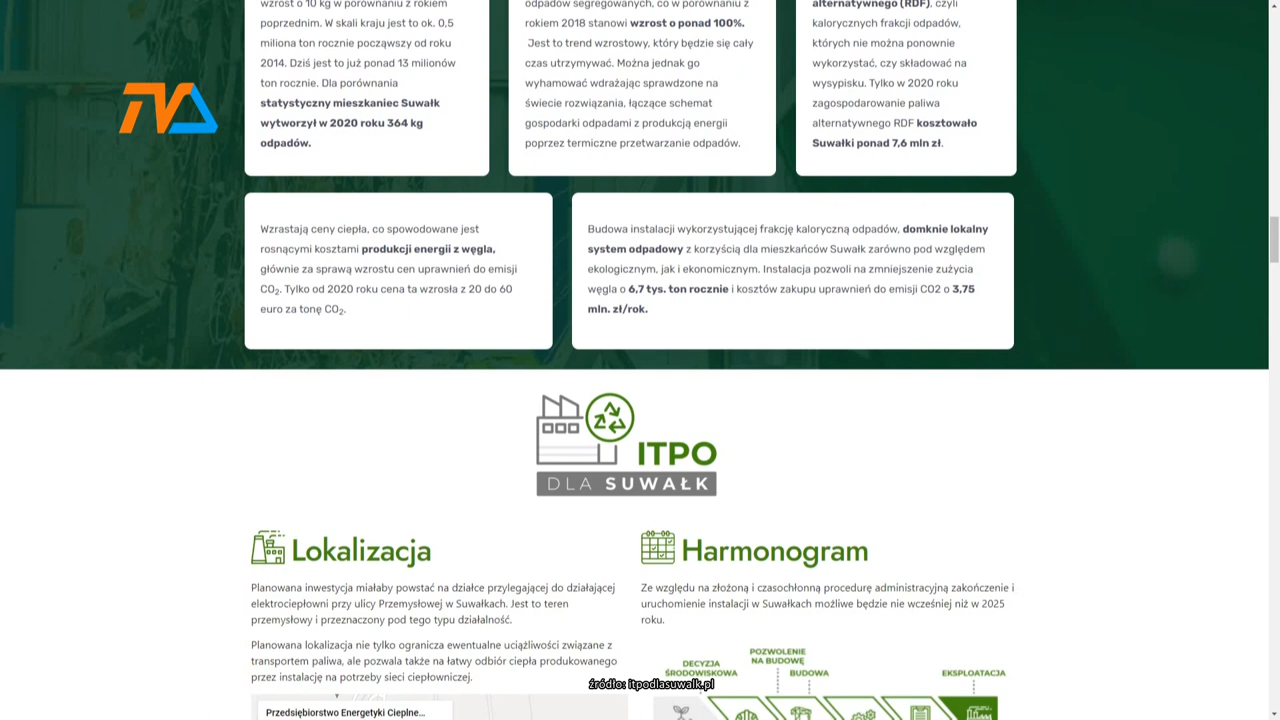 wzrost o 10 kg w porównaniu z rokiem
poprzednim. W skali kraju jest to ok. 0,5
miliona ton rocznie począwszy od roku
2014. Dziś jest to już ponad 13 milionów
ton rocznie. Dla porównania
statystyczny mieszkaniec Suwałk
wytworzył w 2020 roku 364 kg
odpadów.
odpadów segregowanych, co w porównaniu z
rokiem 2018 stanowi wzrost o ponad 100%.
Jest to trend wzrostowy, który będzie się cały
czas utrzymywać. Można jednak go
wyhamować wdrażając sprawdzone na
świecie rozwiązania, łączące schemat
gospodarki odpadami z produkcją energii
poprzez termiczne przetwarzanie odpadów.
alternatywnego (RDF), czyli
kalorycznych frakcji odpadów,
których nie można ponownie
wykorzystać, czy składować na
wysypisku. Tylko w 2020 roku
zagospodarowanie paliwa
alternatywnego RDF kosztowało
Suwałki ponad 7,6 mln zł.
Wzrastają ceny ciepła, co spowodowane jest
rosnącymi kosztami produkcji energii z węgla,
głównie za sprawą wzrostu cen uprawnień do emisji
CO₂. Tylko od 2020 roku cena ta wzrosła z 20 do 60
euro za tonę CO₂.
Budowa instalacji wykorzystującej frakcję kaloryczną odpadów, domknie lokalny
system odpadowy z korzyścią dla mieszkańców Suwałk zarówno pod względem
ekologicznym, jak i ekonomicznym. Instalacja pozwoli na zmniejszenie zużycia
węgla o 6,7 tys. ton rocznie i kosztów zakupu uprawnień do emisji CO2 o 3,75
mln. zł/rok.
ITPO
DLA SUWAŁK
Lokalizacja
Planowana inwestycja miałaby powstać na działce przylegającej do działającej
elektrociepłowni przy ulicy Przemysłowej w Suwałkach. Jest to teren
przemysłowy i przeznaczony pod tego typu działalność.
Planowana lokalizacja nie tylko ogranicza ewentualne uciążliwości związane z
transportem paliwa, ale pozwala także na łatwy odbiór ciepła produkowanego
przez instalację na potrzeby sieci ciepłowniczej.
Przedsiębiorstwo Energetyki Cieplne...
Harmonogram
Ze względu na złożoną i czasochłonną procedurę administracyjną zakończenie i
uruchomienie instalacji w Suwałkach możliwe będzie nie wcześniej niż w 2025
roku.
DECYZJA
ŚRODOWISKOWA
POZWOLENIE
NA BUDOWĘ
BUDOWA
EKSPLOATACJA
źródło: itpodlasuwalk.pl